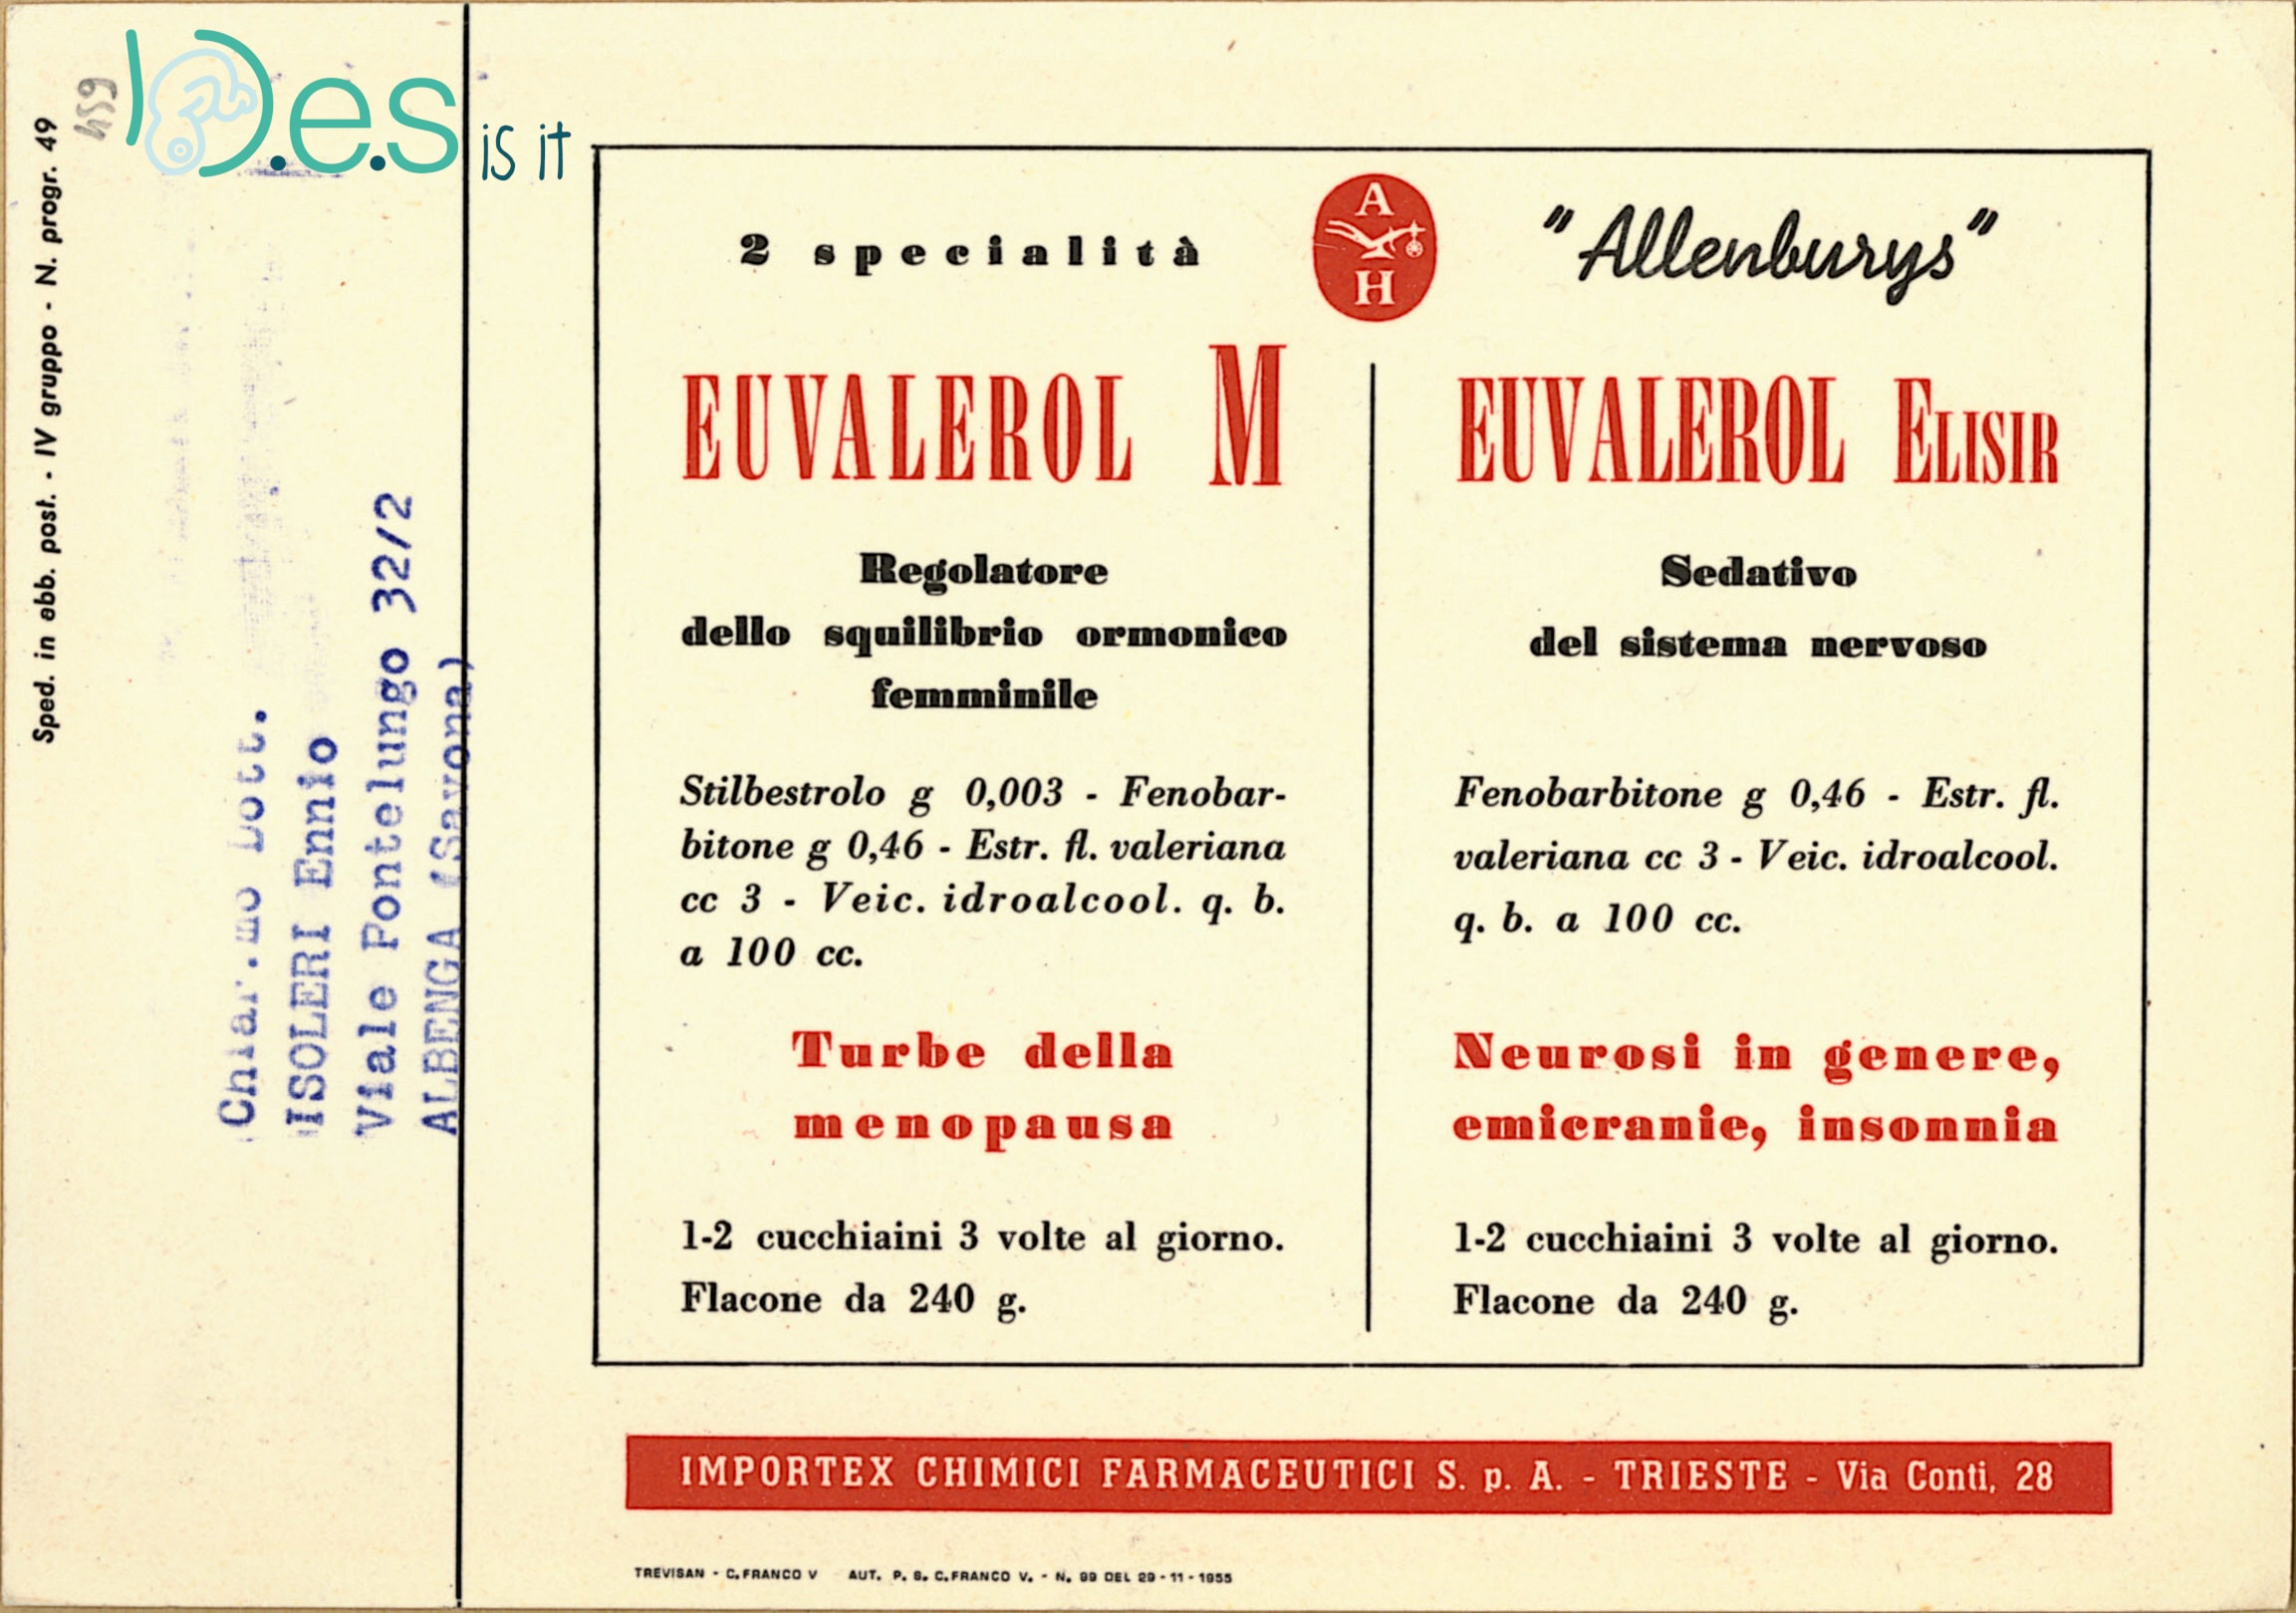 D.e.s is it
Sped. in abb. post. - IV gruppo - N. progr. 49
Chiar.mo Dott.
ISOLERI Ennio
Viale Pontelungo 32/2
ALBENGA (Savona)
2 specialità
A
H
"Allenburys"
EUVALEROL M
Regolatore
dello squilibrio ormonico
femminile
Stilbestrolo g 0,003 - Fenobar-
bitone g 0,46 - Estr. fl. valeriana
cc 3 - Veic. idroalcool. q. b.
a 100 cc.
Turbe della
menopausa
1-2 cucchiaini 3 volte al giorno.
Flacone da 240 g.
EUVALEROL ELISIR
Sedativo
del sistema nervoso
Fenobarbitone g 0,46 - Estr. fl.
valeriana cc 3 - Veic. idroalcool.
q. b. a 100 cc.
Neurosi in genere,
emicranie, insonnia
1-2 cucchiaini 3 volte al giorno.
Flacone da 240 g.
IMPORTEX CHIMICI FARMACEUTICI S. p. A. - TRIESTE - Via Conti, 28
TREVISAN - C. FRANCO V AUT. P. S. C. FRANCO V. - N. 99 DEL 29-11-1955